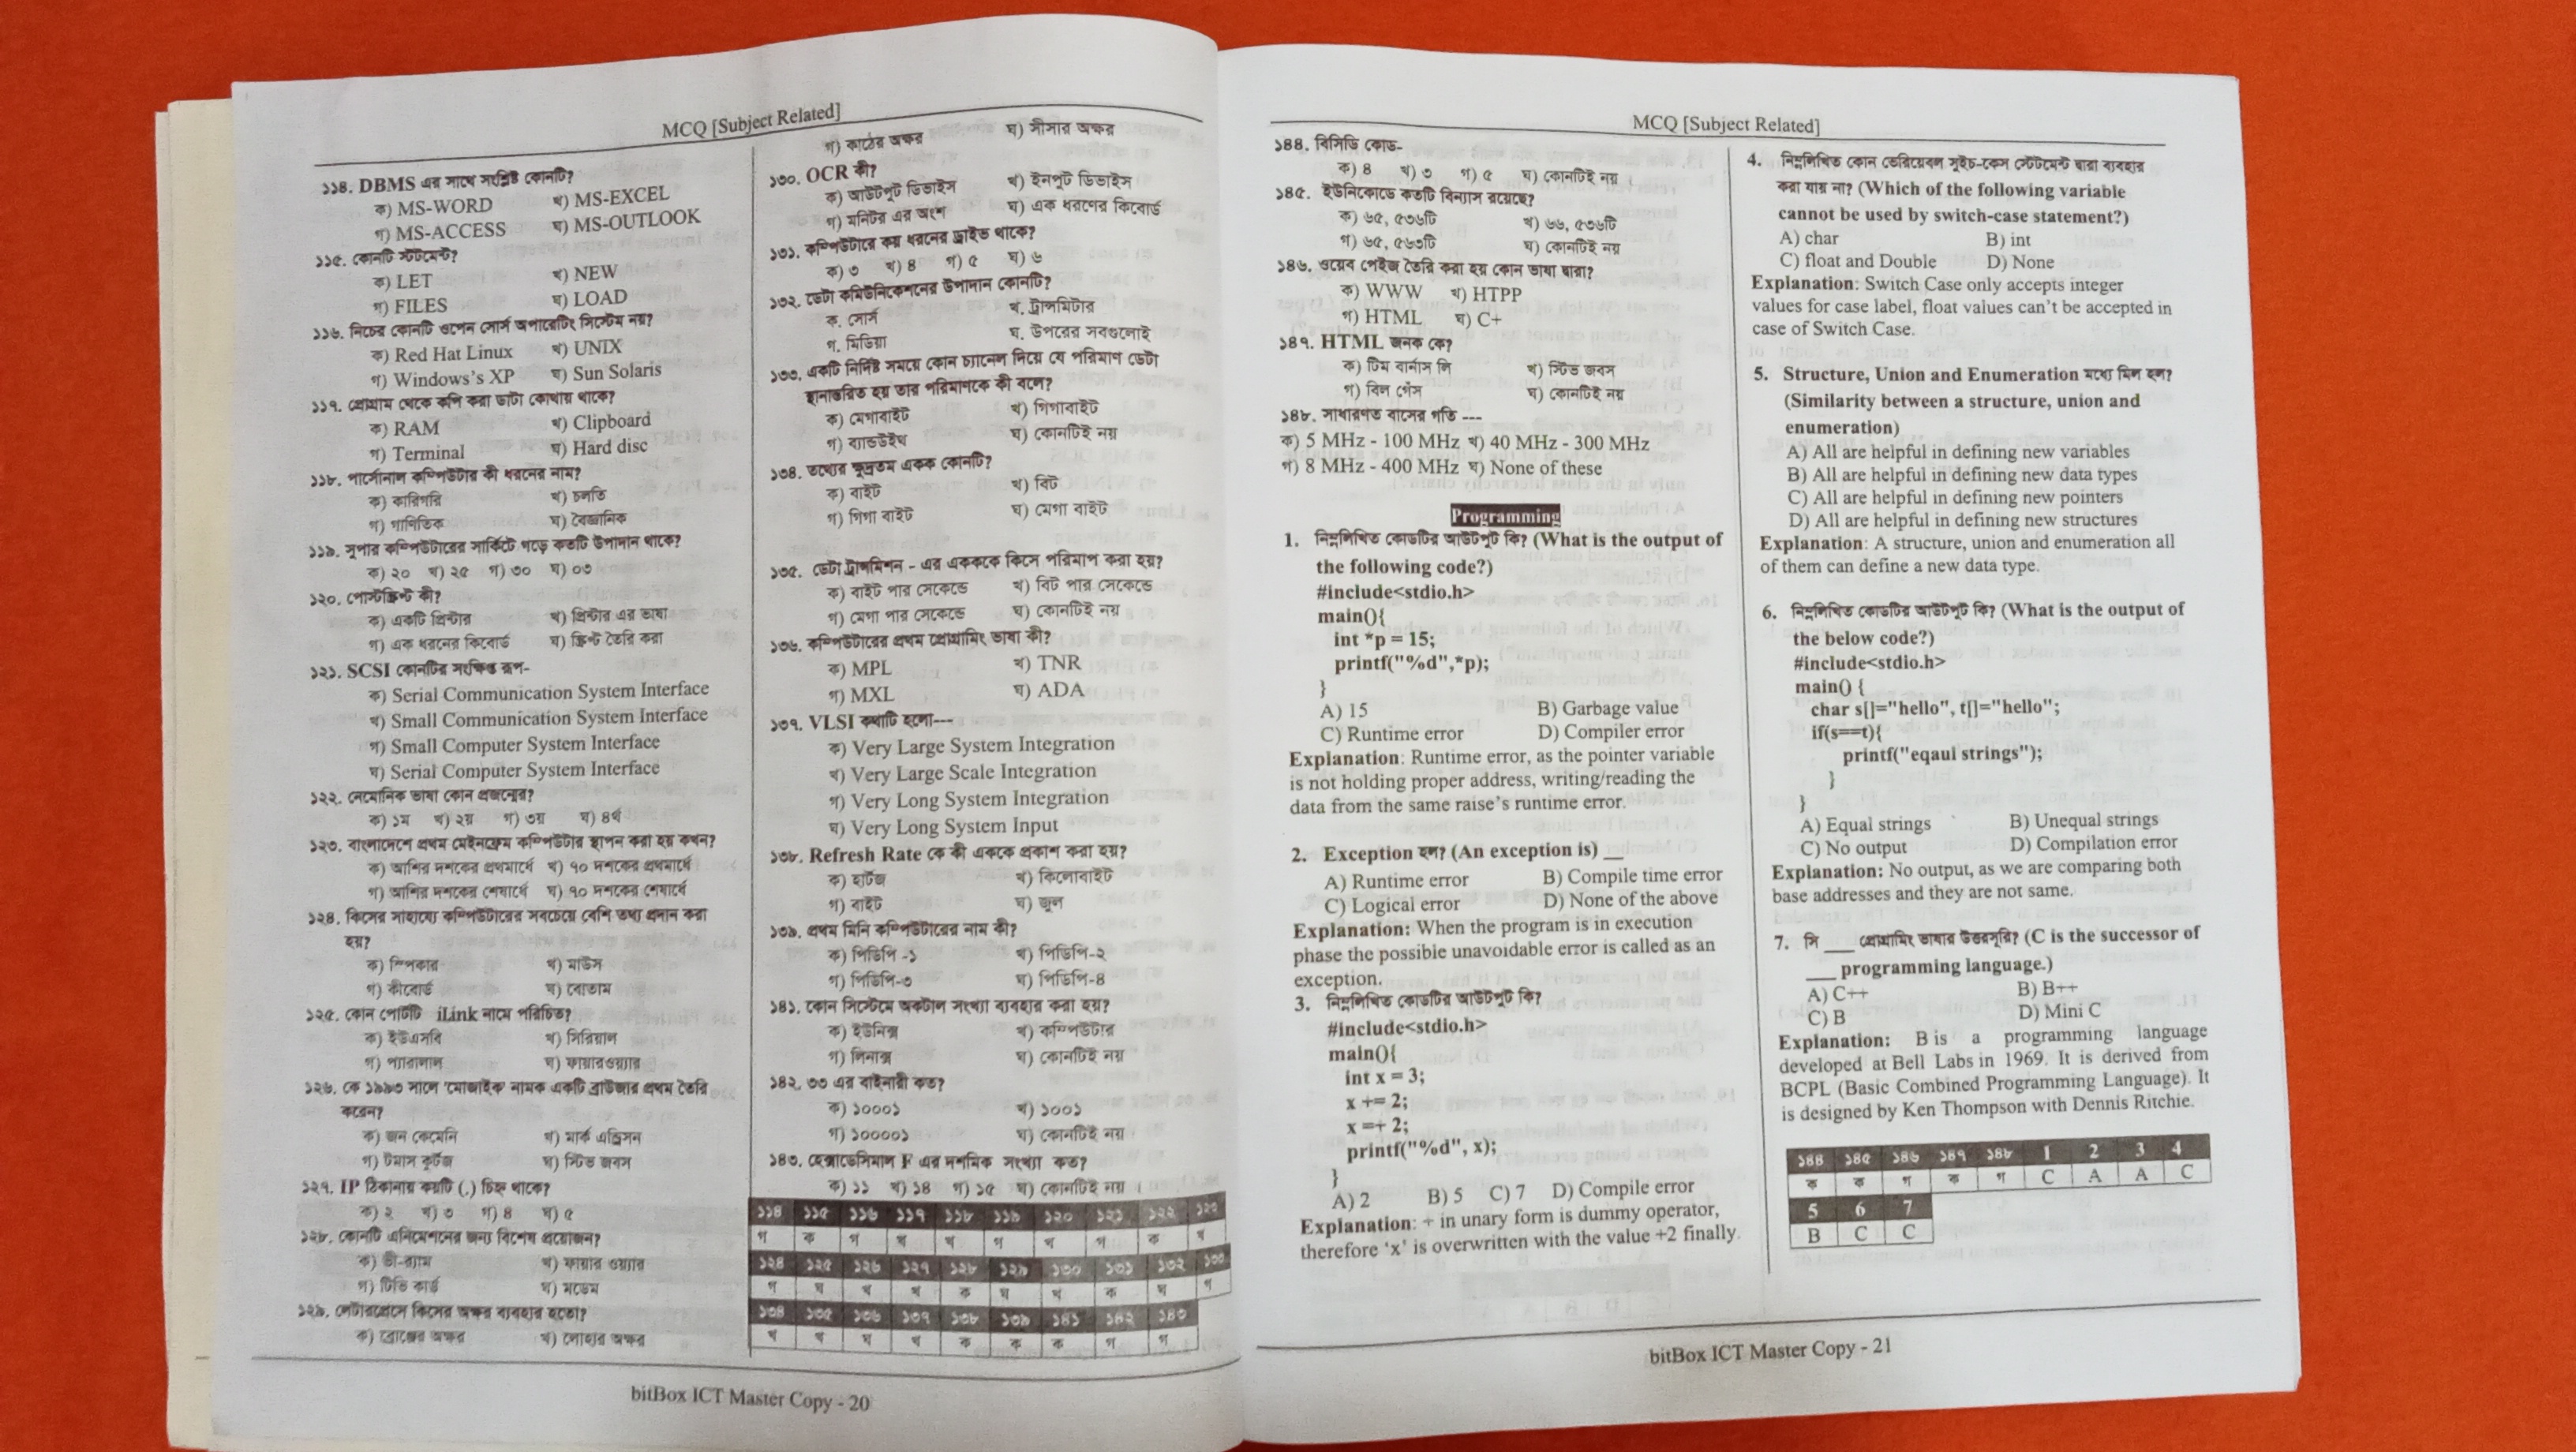 MCQ [Subject Related]
১১৪. DBMS এর সাথে সংশ্লিষ্ট কোনটি?
ক) MS-WORD খ) MS-EXCEL
গ) MS-ACCESS ঘ) MS-OUTLOOK
১১৫. কোনটি স্টটমেন্ট?
ক) LET খ) NEW
গ) FILES ঘ) LOAD
১১৬. নিচের কোনটি ওপেন সোর্স অপারেটিং সিস্টেম নয়?
ক) Red Hat Linux খ) UNIX
গ) Windows's XP ঘ) Sun Solaris
১১৭. প্রোগ্রাম থেকে কপি করা ডাটা কোথায় থাকে?
ক) RAM খ) Clipboard
গ) Terminal ঘ) Hard disc
১১৮. পার্সোনাল কম্পিউটার কী ধরনের নাম?
ক) কারিগরি খ) চলতি
গ) গাণিতিক ঘ) বৈজ্ঞানিক
১১৯. সুপার কম্পিউটারের সার্কিটে গড়ে কতটি উপাদান থাকে?
ক) ২০ খ) ২৫ গ) ৩০ ঘ) ০৩
১২০. পোস্টস্ক্রিপ্ট কী?
ক) একটি প্রিন্টার খ) প্রিন্টার এর ভাষা
গ) এক ধরনের কিবোর্ড ঘ) স্ক্রিপ্ট তৈরি করা
১২১. SCSI কোনটির সংক্ষিপ্ত রূপ-
ক) Serial Communication System Interface
খ) Small Communication System Interface
গ) Small Computer System Interface
ঘ) Serial Computer System Interface
১২২. নেমোনিক ভাষা কোন প্রজন্মের?
ক) ১ম খ) ২য় গ) ৩য় ঘ) ৪র্থ
১২৩. বাংলাদেশে প্রথম মেইনফ্রেম কম্পিউটার স্থাপন করা হয় কখন?
ক) আশির দশকের প্রথমার্ধে খ) ৭০ দশকের প্রথমার্ধে
গ) আশির দশকের শেষার্ধে ঘ) ৭০ দশকের শেষার্ধে
১২৪. কিসের সাহায্যে কম্পিউটারের সবচেয়ে বেশি তথ্য প্রদান করা
হয়?
ক) স্পিকার খ) মাউস
গ) কীবোর্ড ঘ) বোতাম
১২৫. কোন পোর্টটি iLink নামে পরিচিত?
ক) ইউএসবি খ) সিরিয়াল
গ) প্যারালাল ঘ) ফায়ারওয়্যার
১২৬. কে ১৯৯৩ সালে 'মোজাইক' নামক একটি ব্রাউজার প্রথম তৈরি
করেন?
ক) জন কেমেনি খ) মার্ক এন্ড্রিসন
গ) টমাস কুর্টজ ঘ) স্টিভ জবস
১২৭. IP ঠিকানায় কয়টি (.) চিহ্ন থাকে?
ক) ২ খ) ৩ গ) ৪ ঘ) ৫
১২৮. কোনটি এনিমেশনের জন্য বিশেষ প্রয়োজন?
ক) ভী-র‍্যাম খ) ফায়ার ওয়্যার
গ) টিভি কার্ড ঘ) মডেম
১২৯. লেটারপ্রেসে কিসের অক্ষর ব্যবহার হতো?
ক) ব্রোঞ্জের অক্ষর খ) লোহার অক্ষর
গ) কাঠের অক্ষর ঘ) সীসার অক্ষর
১৩০. OCR কী?
ক) আউটপুট ডিভাইস খ) ইনপুট ডিভাইস
গ) মনিটর এর অংশ ঘ) এক ধরণের কিবোর্ড
১৩১. কম্পিউটারে কয় ধরনের ড্রাইভ থাকে?
ক) ৩ খ) ৪ গ) ৫ ঘ) ৬
১৩২. ডেটা কমিউনিকেশনের উপাদান কোনটি?
ক. সোর্স খ. ট্রান্সমিটার
গ. মিডিয়া ঘ. উপরের সবগুলোই
১৩৩. একটি নির্দিষ্ট সময়ে কোন চ্যানেল দিয়ে যে পরিমাণ ডেটা
স্থানান্তরিত হয় তার পরিমাণকে কী বলে?
ক) মেগাবাইট খ) গিগাবাইট
গ) ব্যান্ডউইথ ঘ) কোনটিই নয়
১৩৪. তথ্যের ক্ষুদ্রতম একক কোনটি?
ক) বাইট খ) বিট
গ) গিগা বাইট ঘ) মেগা বাইট
১৩৫. ডেটা ট্রান্সমিশন - এর একককে কিসে পরিমাপ করা হয়?
ক) বাইট পার সেকেন্ডে খ) বিট পার সেকেন্ডে
গ) মেগা পার সেকেন্ডে ঘ) কোনটিই নয়
১৩৬. কম্পিউটারের প্রথম প্রোগ্রামিং ভাষা কী?
ক) MPL খ) TNR
গ) MXL ঘ) ADA
১৩৭. VLSI কথাটি হলো---
ক) Very Large System Integration
খ) Very Large Scale Integration
গ) Very Long System Integration
ঘ) Very Long System Input
১৩৮. Refresh Rate কে কী এককে প্রকাশ করা হয়?
ক) হার্টজ খ) কিলোবাইট
গ) বাইট ঘ) জুল
১৩৯. প্রথম মিনি কম্পিউটারের নাম কী?
ক) পিডিপি -১ খ) পিডিপি-২
গ) পিডিপি-৩ ঘ) পিডিপি-৪
১৪১. কোন সিস্টেমে অকটাল সংখ্যা ব্যবহার করা হয়?
ক) ইউনিক্স খ) কম্পিউটার
গ) লিনাক্স ঘ) কোনটিই নয়
১৪২. ৩৩ এর বাইনারী কত?
ক) ১০০০১ খ) ১০০১
গ) ১০০০০১ ঘ) কোনটিই নয়
১৪৩. হেক্সাডেসিমাল F এর দশমিক সংখ্যা কত?
ক) ১১ খ) ১৪ গ) ১৫ ঘ) কোনটিই নয় ।
১১৪ ১১৫ ১১৬ ১১৭ ১১৮ ১১৯ ১২০ ১২১ ১২২ ১২৩
গ ক গ খ খ গ খ গ ক খ
১২৪ ১২৫ ১২৬ ১২৭ ১২৮ ১২৯ ১৩০ ১৩১ ১৩২ ১৩৩
গ ঘ খ খ ক ঘ খ ক ঘ গ
১৩৪ ১৩৫ ১৩৬ ১৩৭ ১৩৮ ১৩৯ ১৪১ ১৪২ ১৪৩
খ খ ঘ খ ক ক ক গ গ
bitBox ICT Master Copy - 20
MCQ [Subject Related]
১৪৪. বিসিডি কোড-
ক) ৪ খ) ৩ গ) ৫ ঘ) কোনটিই নয় ।
১৪৫. ইউনিকোডে কতটি বিন্যাস রয়েছে?
ক) ৬৫, ৫৩৬টি খ) ৬৬, ৫৩৬টি
গ) ৬৫, ৫৬৩টি ঘ) কোনটিই নয়
১৪৬. ওয়েব পেইজ তৈরি করা হয় কোন ভাষা দ্বারা?
ক) WWW খ) HTPP
গ) HTML ঘ) C+
১৪৭. HTML জনক কে?
ক) টিম বার্নাস লি খ) স্টিভ জবস
গ) বিল গেঁস ঘ) কোনটিই নয়
১৪৮. সাধারণত বাসের গতি ---
ক) 5 MHz - 100 MHz খ) 40 MHz - 300 MHz
গ) 8 MHz - 400 MHz ঘ) None of these
Programming
1. নিম্নলিখিত কোডটির আউটপুট কি? (What is the output of
the following code?)
#include<stdio.h>
main(){
int *p = 15;
printf("%d",*p);
}
A) 15 B) Garbage value
C) Runtime error D) Compiler error
Explanation: Runtime error, as the pointer variable
is not holding proper address, writing/reading the
data from the same raise's runtime error.
2. Exception হল? (An exception is) __
A) Runtime error B) Compile time error
C) Logical error D) None of the above
Explanation: When the program is in execution
phase the possible unavoidable error is called as an
exception.
3. নিম্নলিখিত কোডটির আউটপুট কি?
#include<stdio.h>
main(){
int x = 3;
x += 2;
x =+ 2;
printf("%d", x);
}
A) 2 B) 5 C) 7 D) Compile error
Explanation: + in unary form is dummy operator,
therefore 'x' is overwritten with the value +2 finally.
4. নিম্নলিখিত কোন ভেরিয়েবল সুইচ-কেস স্টেটমেন্ট দ্বারা ব্যবহার
করা যায় না? (Which of the following variable
cannot be used by switch-case statement?)
A) char B) int
C) float and Double D) None
Explanation: Switch Case only accepts integer
values for case label, float values can't be accepted in
case of Switch Case.
5. Structure, Union and Enumeration মধ্যে মিল হল?
(Similarity between a structure, union and
enumeration)
A) All are helpful in defining new variables
B) All are helpful in defining new data types
C) All are helpful in defining new pointers
D) All are helpful in defining new structures
Explanation: A structure, union and enumeration all
of them can define a new data type.
6. নিম্নলিখিত কোডটির আউটপুট কি? (What is the output of
the below code?)
#include<stdio.h>
main() {
char s[]="hello", t[]="hello";
if(s==t){
printf("eqaul strings");
}
}
A) Equal strings B) Unequal strings
C) No output D) Compilation error
Explanation: No output, as we are comparing both
base addresses and they are not same.
7. সি ___ প্রোগ্রামিং ভাষার উত্তরসূরি? (C is the successor of
___ programming language.)
A) C++ B) B++
C) B D) Mini C
Explanation: B is a programming language
developed at Bell Labs in 1969. It is derived from
BCPL (Basic Combined Programming Language). It
is designed by Ken Thompson with Dennis Ritchie.
১৪৪ ১৪৫ ১৪৬ ১৪৭ ১৪৮ 1 2 3 4
ক ক গ ক গ C A A C
5 6 7
B C C
bitBox ICT Master Copy - 21